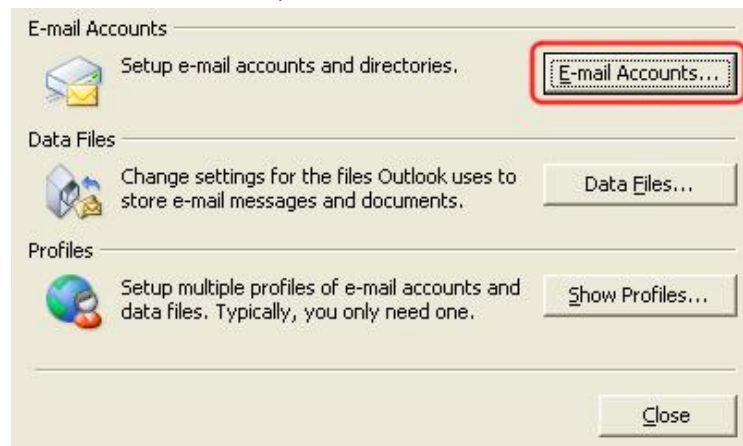 E-mail Accounts
Setup e-mail accounts and directories.
E-mail Accounts...
Data Files
Change settings for the files Outlook uses to
store e-mail messages and documents.
Data Files...
Profiles
Setup multiple profiles of e-mail accounts and
data files. Typically, you only need one.
Show Profiles...
Close